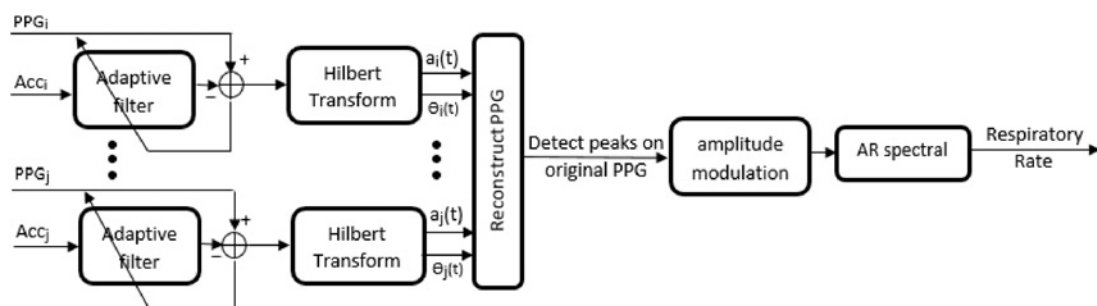 PPGi
Acci
Adaptive
filter
+
−
Hilbert
Transform
ai(t)
Θi(t)
PPGj
Accj
Adaptive
filter
+
−
Hilbert
Transform
aj(t)
Θj(t)
Reconstruct PPG
Detect peaks on
original PPG
amplitude
modulation
AR spectral
Respiratory
Rate